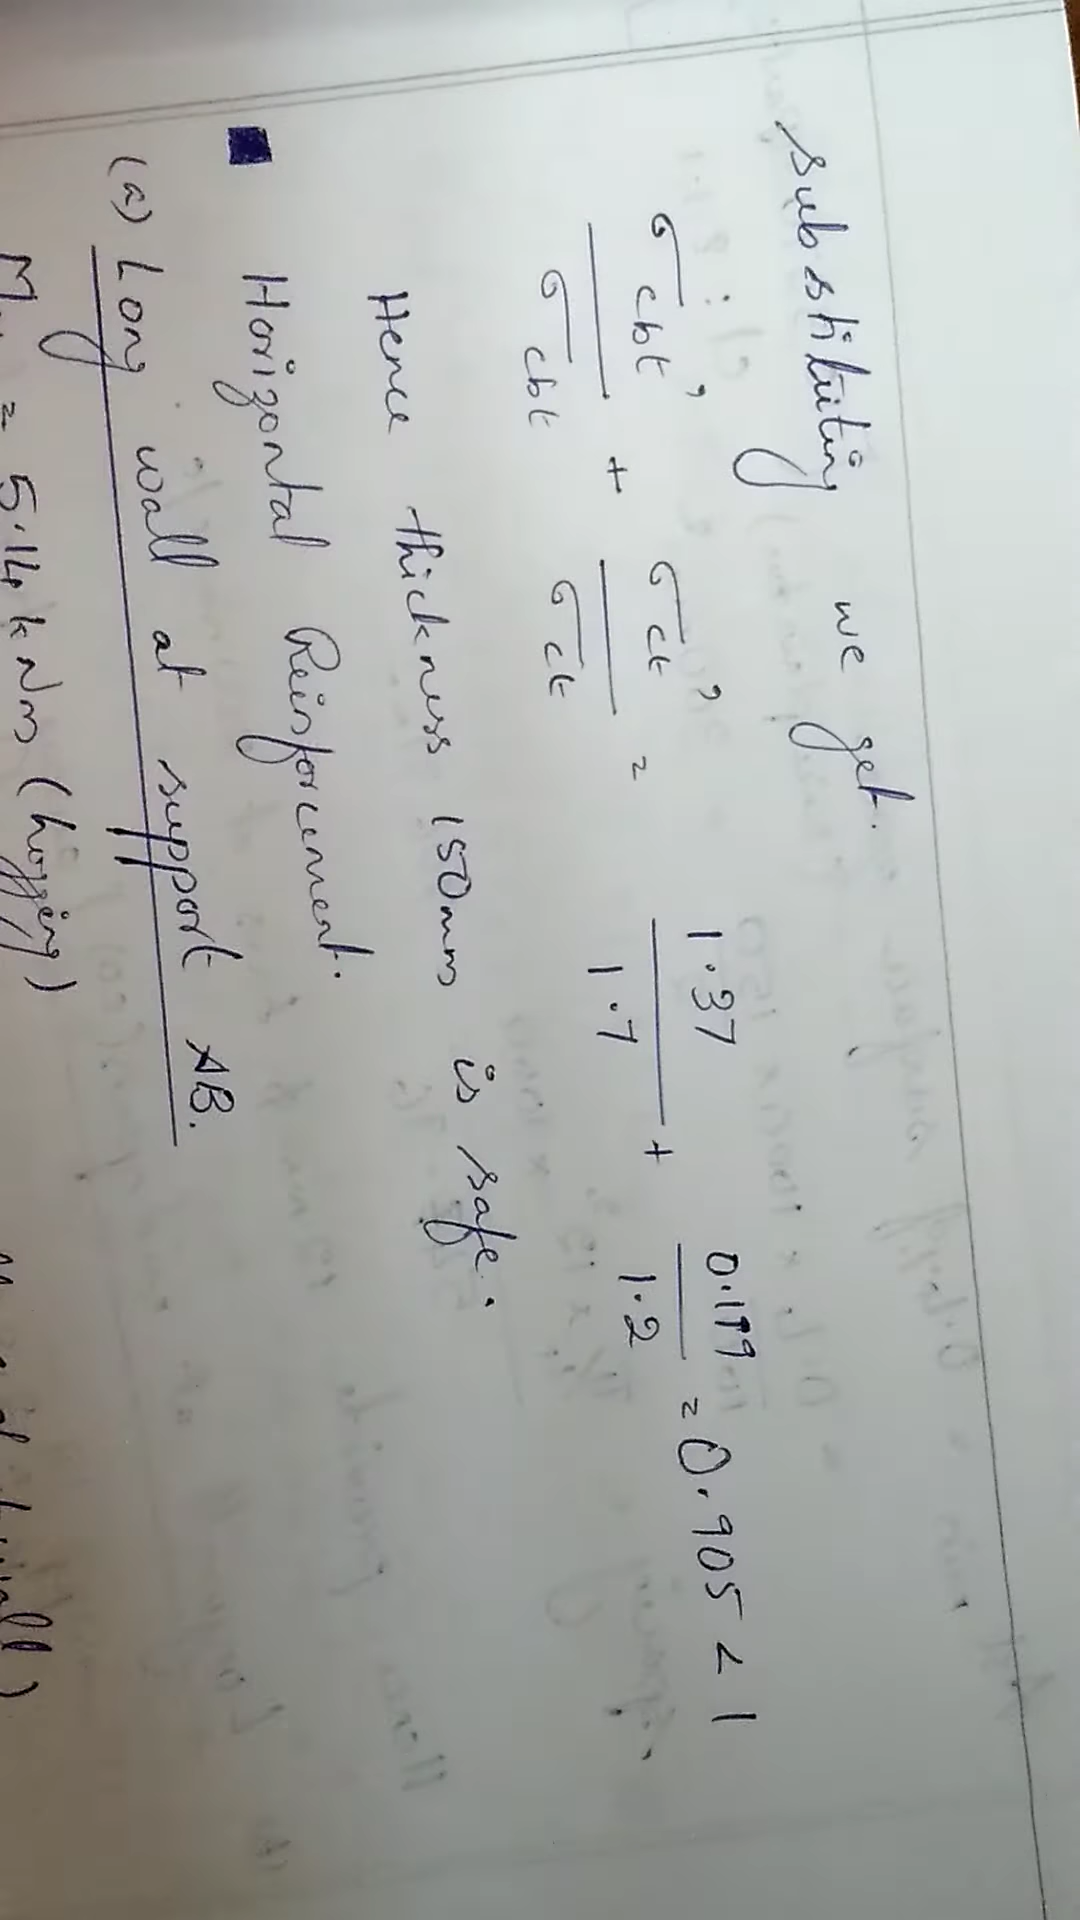 substituting we get.
σcbt' / σcbt + σct' / σct = 1.37 / 1.7 + 0.199 / 1.2 = 0.905 < 1
Hence thickness 150mm is safe.
Horizontal Reinforcement.
(a) Long wall at support AB.
= 5.14 kNm (hogging)